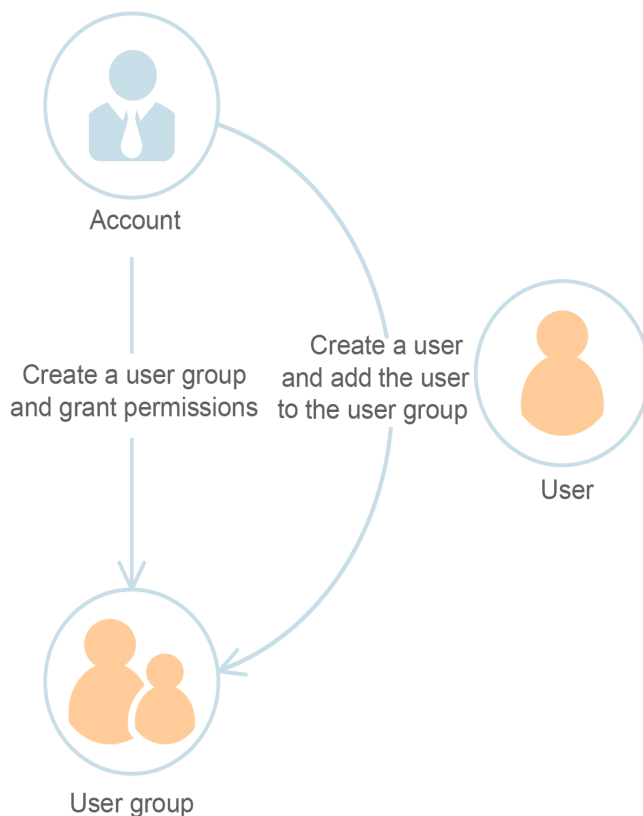 Account
Create a user group
and grant permissions
Create a user
and add the user
to the user group
User
User group